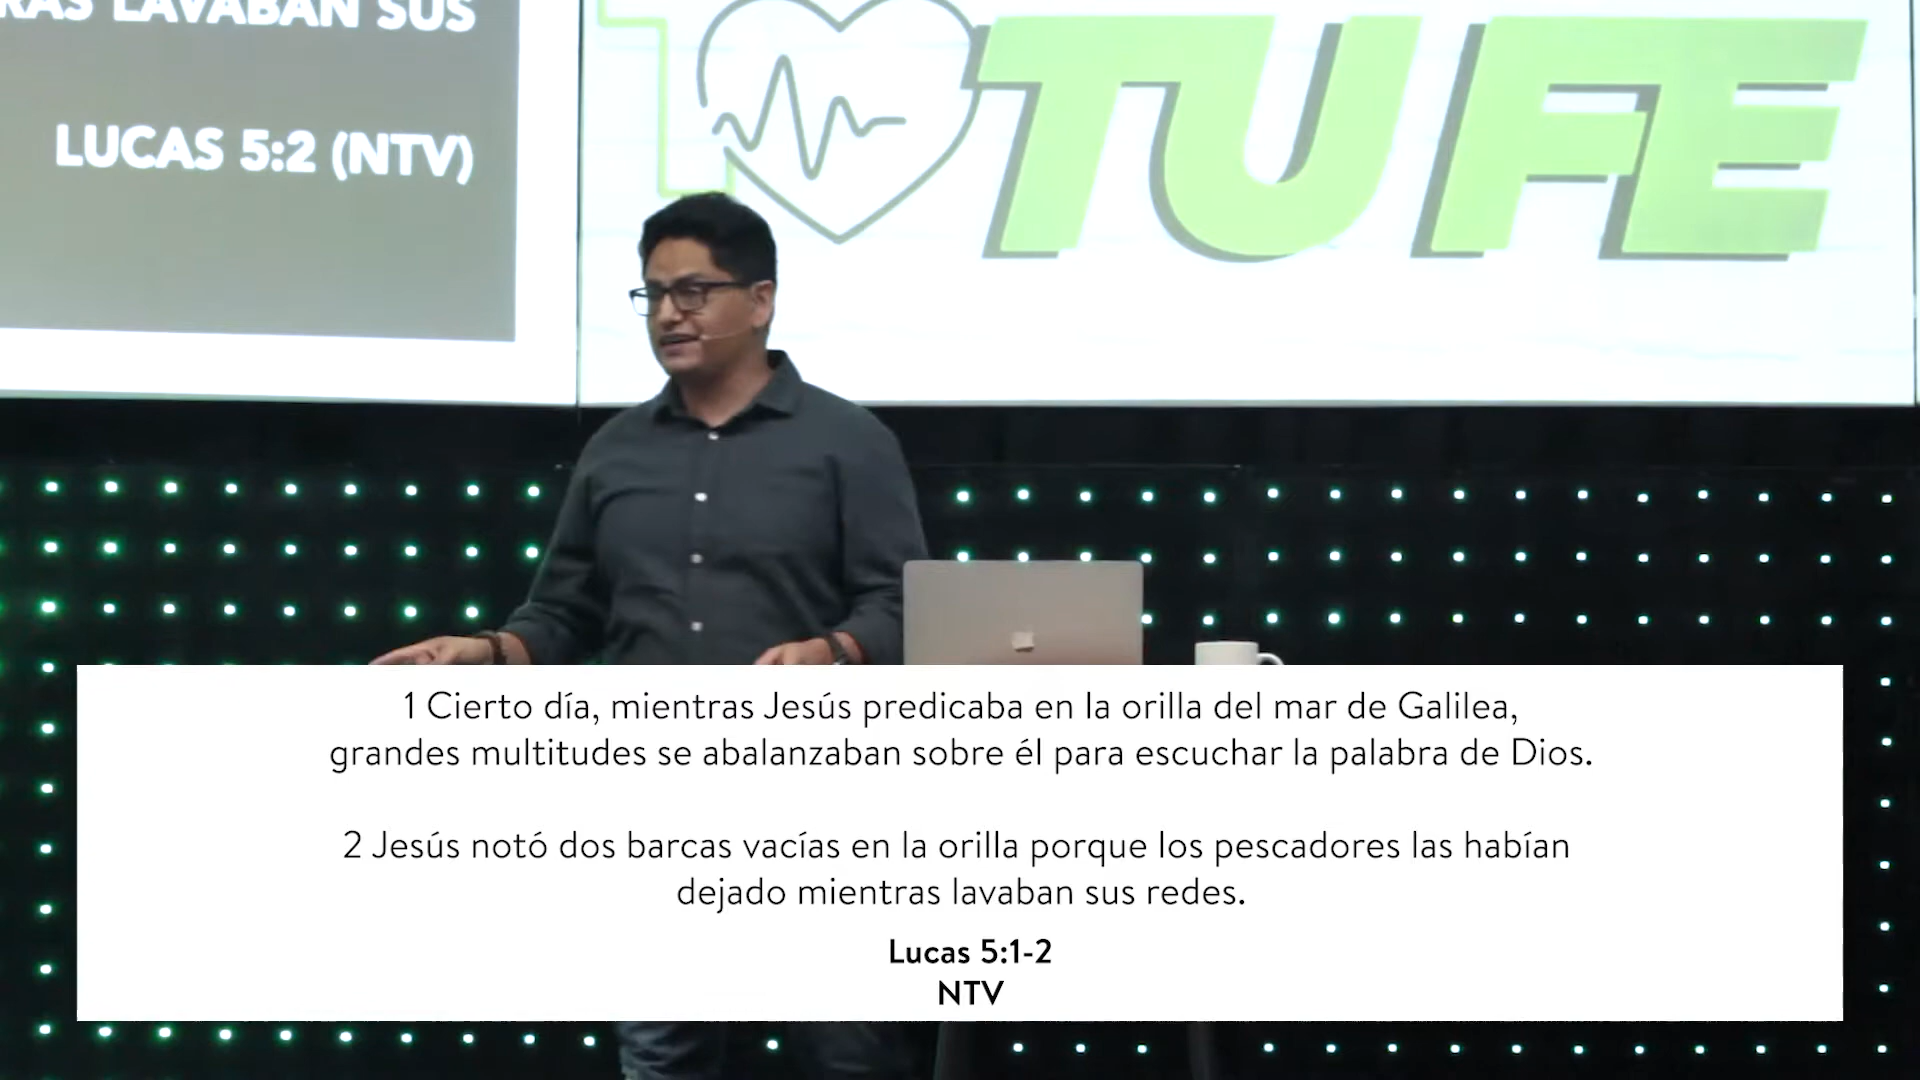 RAS LAVABAN SUS
LUCAS 5:2 (NTV)
TU FE
1 Cierto día, mientras Jesús predicaba en la orilla del mar de Galilea,
grandes multitudes se abalanzaban sobre él para escuchar la palabra de Dios.
2 Jesús notó dos barcas vacías en la orilla porque los pescadores las habían
dejado mientras lavaban sus redes.
Lucas 5:1-2
NTV